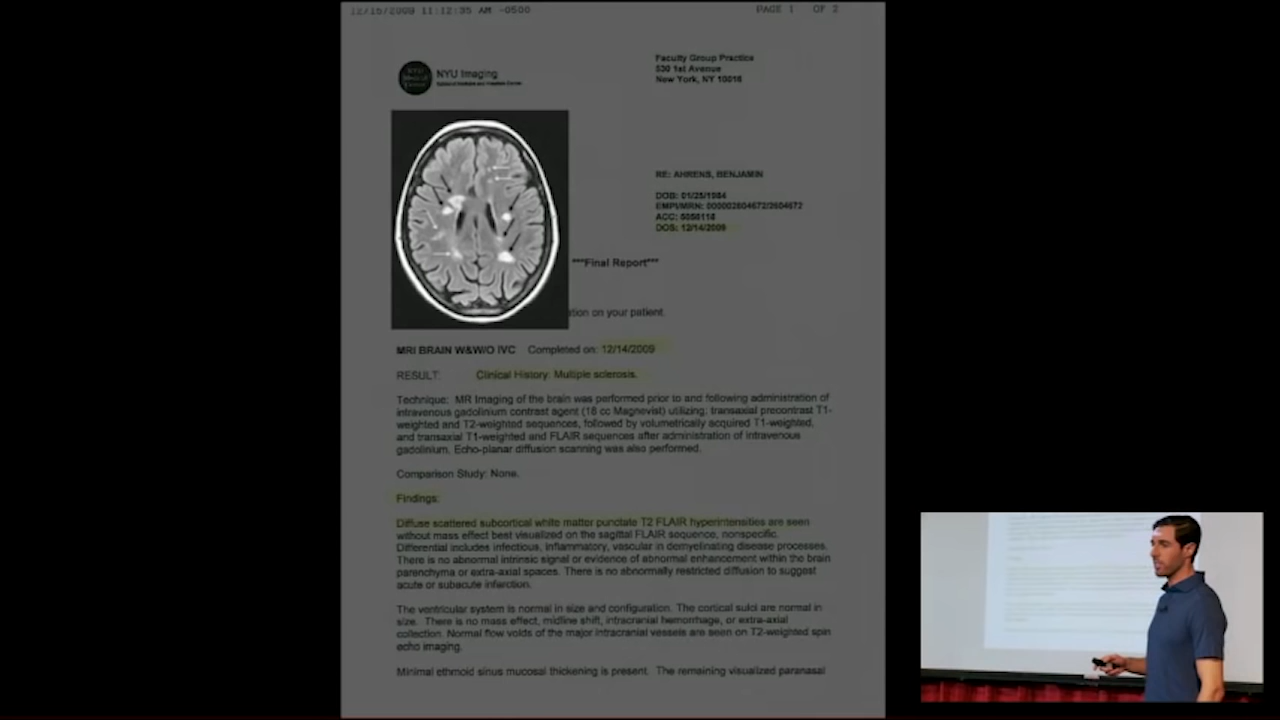 12/15/2009 11:12:35 AM -0500 PAGE 1 OF 2
NYU Imaging
Faculty Group Practice
530 1st Avenue
New York, NY 10016
RE: AHRENS, BENJAMIN
DOB: 01/25/1984
EMPI/MRN: 000002604672/2604672
ACC: 5050118
DOS: 12/14/2009
***Final Report***
on your patient.
MRI BRAIN W&W/O IVC Completed on: 12/14/2009
RESULT: Clinical History: Multiple sclerosis.
Technique: MR Imaging of the brain was performed prior to and following administration of
intravenous gadolinium contrast agent (18 cc Magnevist) utilizing: transaxial precontrast T1-
weighted and T2-weighted sequences, followed by volumetrically acquired T1-weighted,
and transaxial T1-weighted and FLAIR sequences after administration of intravenous
gadolinium. Echo-planar diffusion scanning was also performed.
Comparison Study: None.
Findings:
Diffuse scattered subcortical white matter punctate T2 FLAIR hyperintensities are seen
without mass effect best visualized on the sagittal FLAIR sequence, nonspecific.
Differential includes infectious, inflammatory, vascular in demyelinating disease processes.
There is no abnormal intrinsic signal or evidence of abnormal enhancement within the brain
parenchyma or extra-axial spaces. There is no abnormally restricted diffusion to suggest
acute or subacute infarction.
The ventricular system is normal in size and configuration. The cortical sulci are normal in
size. There is no mass effect, midline shift, intracranial hemorrhage, or extra-axial
collection. Normal flow voids of the major intracranial vessels are seen on T2-weighted spin
echo imaging.
Minimal ethmoid sinus mucosal thickening is present. The remaining visualized paranasal